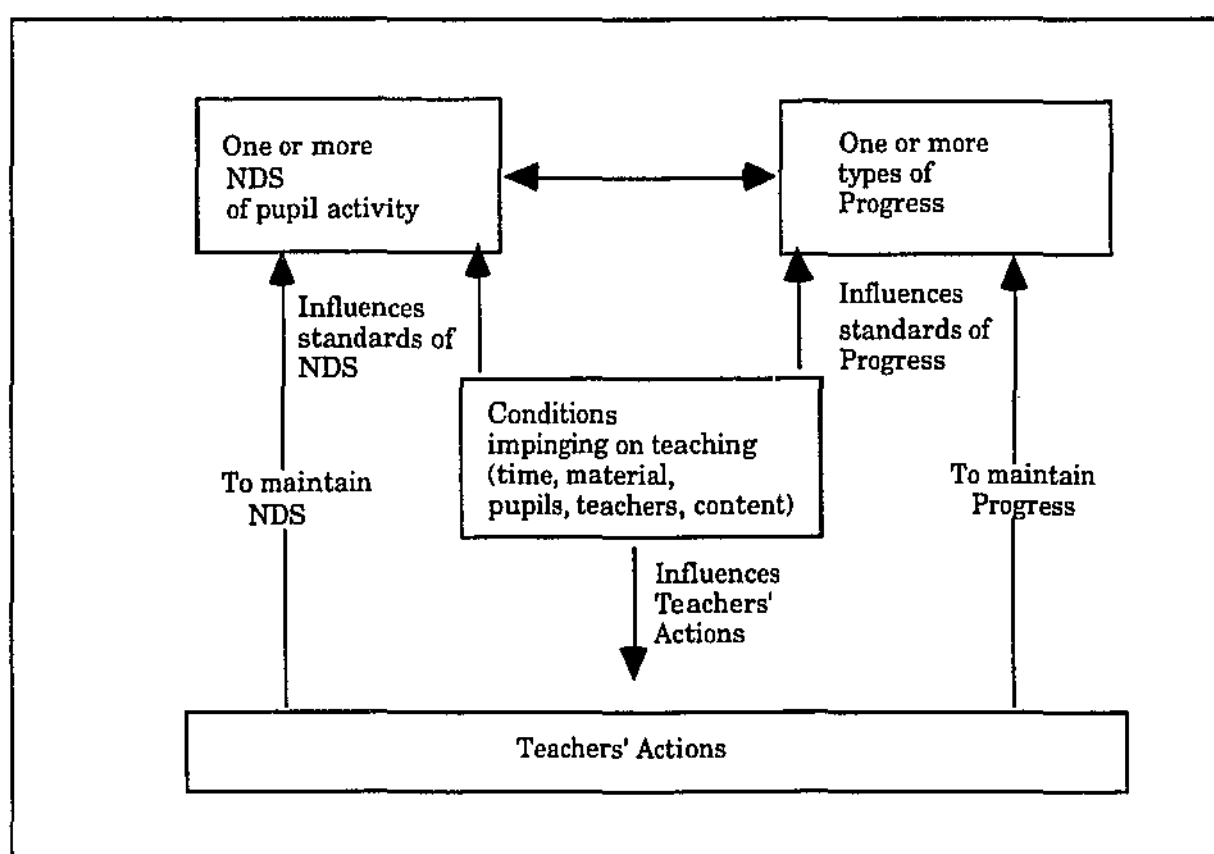 One or more
NDS
of pupil activity
One or more
types of
Progress
Influences
standards of
NDS
Influences
standards of
Progress
Conditions
impinging on teaching
(time, material,
pupils, teachers, content)
To maintain
NDS
To maintain
Progress
Influences
Teachers'
Actions
Teachers' Actions